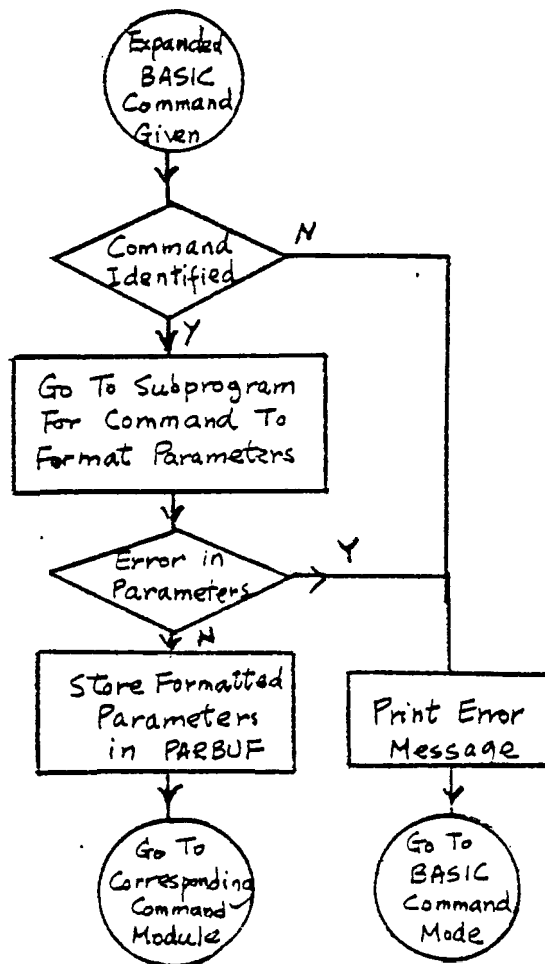 Expanded
BASIC
Command
Given
Command
Identified
N
Y
Go To Subprogram
For Command To
Format Parameters
Error in
Parameters
Y
N
Store Formatted
Parameters
in PARBUF
Print Error
Message
Go To
Corresponding
Command
Module
Go To
BASIC
Command
Mode